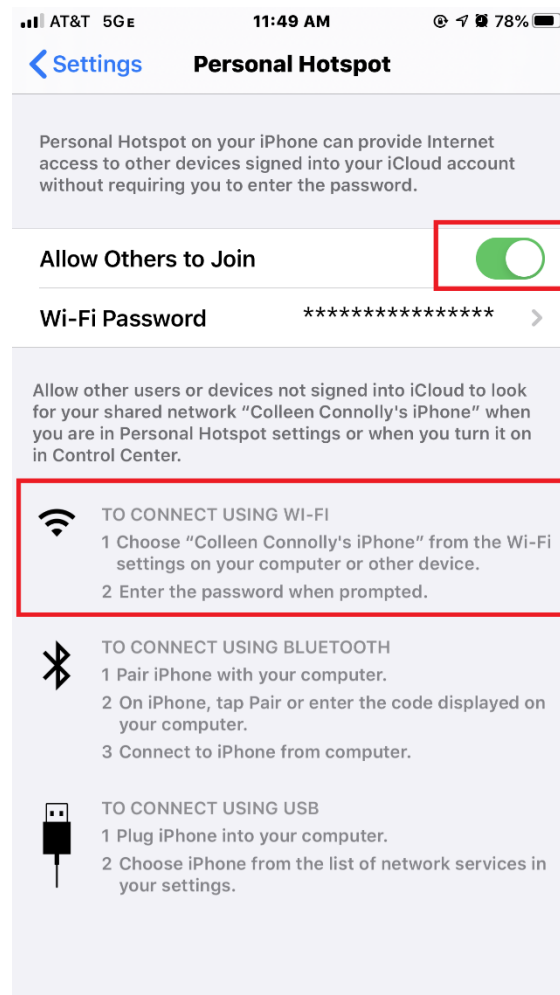 AT&T 5GE 11:49 AM 78%
Settings Personal Hotspot
Personal Hotspot on your iPhone can provide Internet
access to other devices signed into your iCloud account
without requiring you to enter the password.
Allow Others to Join
Wi-Fi Password ****************
Allow other users or devices not signed into iCloud to look
for your shared network “Colleen Connolly's iPhone” when
you are in Personal Hotspot settings or when you turn it on
in Control Center.
TO CONNECT USING WI-FI
1 Choose “Colleen Connolly's iPhone” from the Wi-Fi
settings on your computer or other device.
2 Enter the password when prompted.
TO CONNECT USING BLUETOOTH
1 Pair iPhone with your computer.
2 On iPhone, tap Pair or enter the code displayed on
your computer.
3 Connect to iPhone from computer.
TO CONNECT USING USB
1 Plug iPhone into your computer.
2 Choose iPhone from the list of network services in
your settings.